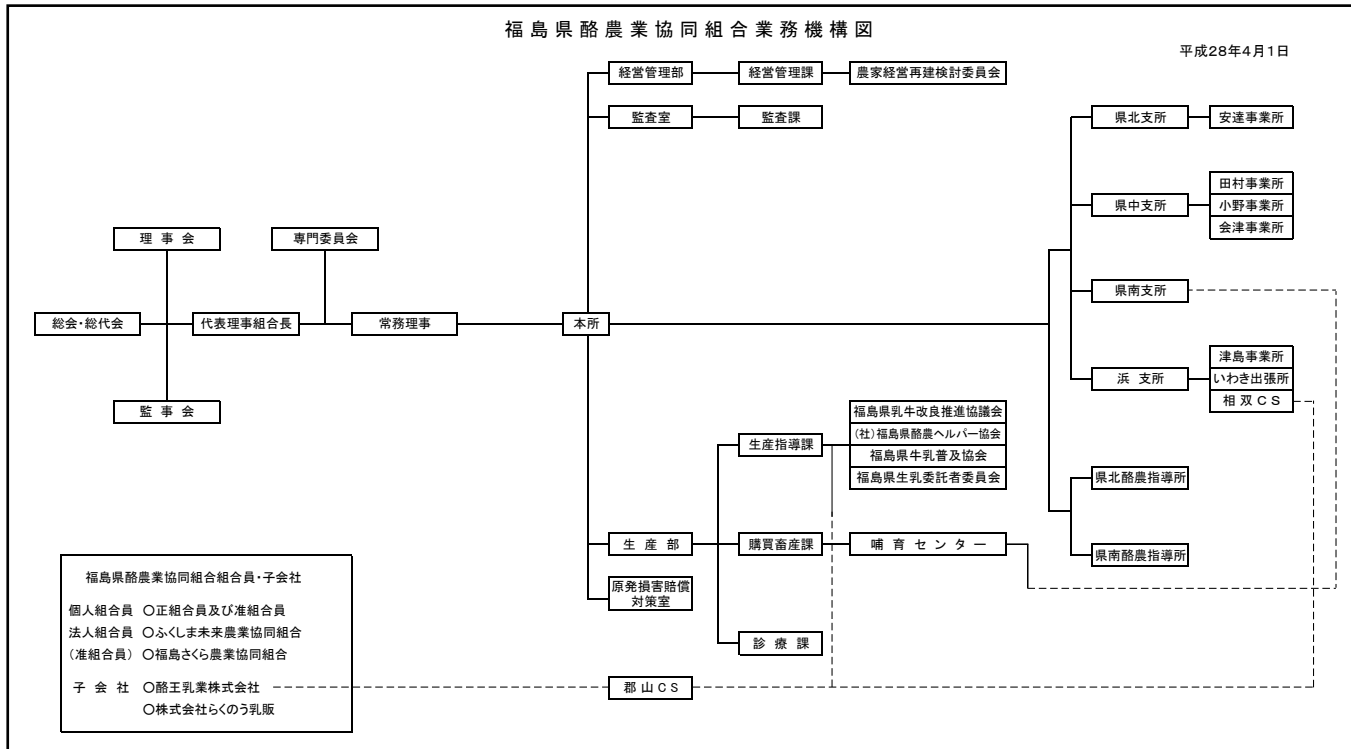 福島県酪農業協同組合業務機構図
平成28年4月1日
経営管理部
経営管理課
農家経営再建検討委員会
監査室
監査課
県北支所
安達事業所
県中支所
田村事業所
小野事業所
会津事業所
理事会
専門委員会
県南支所
総会・総代会
代表理事組合長
常務理事
本所
浜支所
津島事業所
いわき出張所
相双CS
監事会
生産指導課
福島県乳牛改良推進協議会
(社)福島県酪農ヘルパー協会
福島県牛乳普及協会
福島県生乳委託者委員会
県北酪農指導所
生産部
購買畜産課
哺育センター
県南酪農指導所
原発損害賠償
対策室
診療課
郡山CS
福島県酪農業協同組合組合員・子会社
個人組合員 〇正組合員及び准組合員
法人組合員 〇ふくしま未来農業協同組合
(准組合員) 〇福島さくら農業協同組合
子会社 〇酪王乳業株式会社
〇株式会社らくのう乳販